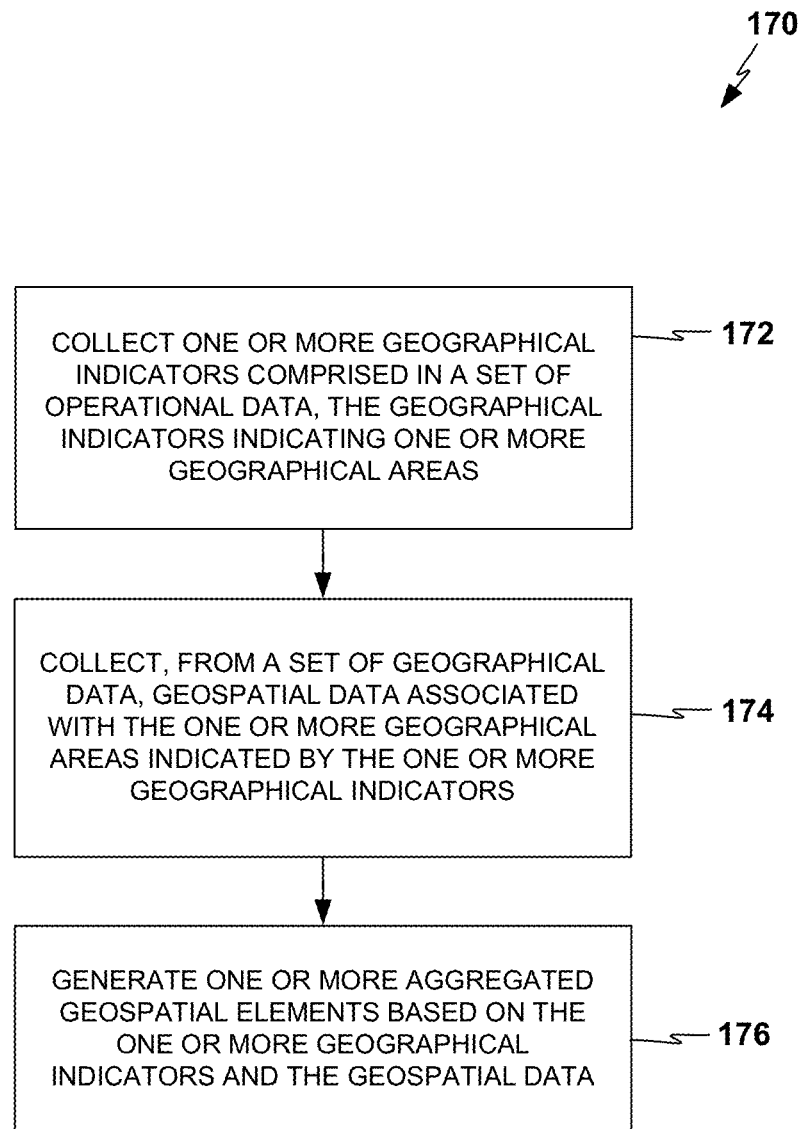 170
COLLECT ONE OR MORE GEOGRAPHICAL
INDICATORS COMPRISED IN A SET OF
OPERATIONAL DATA, THE GEOGRAPHICAL
INDICATORS INDICATING ONE OR MORE
GEOGRAPHICAL AREAS
172
COLLECT, FROM A SET OF GEOGRAPHICAL
DATA, GEOSPATIAL DATA ASSOCIATED
WITH THE ONE OR MORE GEOGRAPHICAL
AREAS INDICATED BY THE ONE OR MORE
GEOGRAPHICAL INDICATORS
174
GENERATE ONE OR MORE AGGREGATED
GEOSPATIAL ELEMENTS BASED ON THE
ONE OR MORE GEOGRAPHICAL
INDICATORS AND THE GEOSPATIAL DATA
176